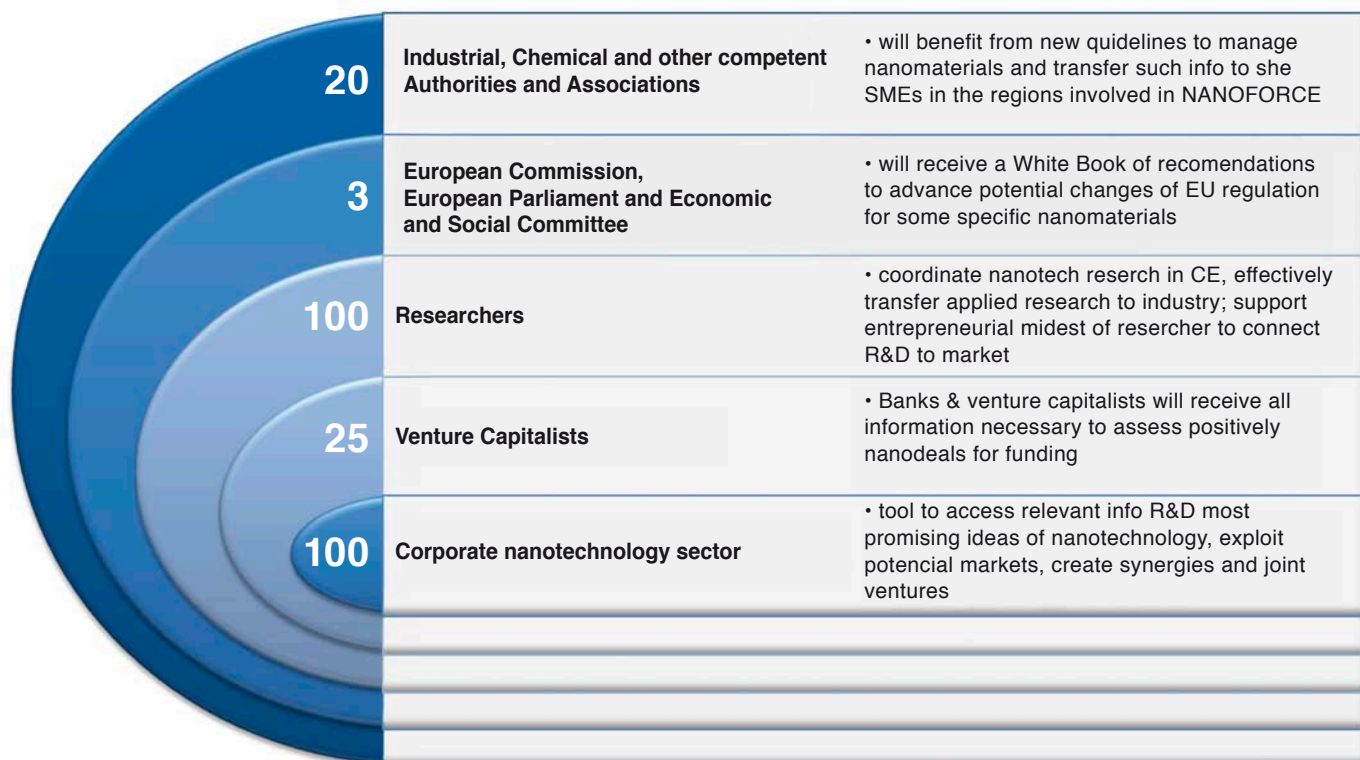 20
Industrial, Chemical and other competent
Authorities and Associations
• will benefit from new quidelines to manage
nanomaterials and transfer such info to she
SMEs in the regions involved in NANOFORCE
3
European Commission,
European Parliament and Economic
and Social Committee
• will receive a White Book of recomendations
to advance potential changes of EU regulation
for some specific nanomaterials
100
Researchers
• coordinate nanotech reserch in CE, effectively
transfer applied research to industry; support
entrepreneurial midest of resercher to connect
R&D to market
25
Venture Capitalists
• Banks & venture capitalists will receive all
information necessary to assess positively
nanodeals for funding
100
Corporate nanotechnology sector
• tool to access relevant info R&D most
promising ideas of nanotechnology, exploit
potencial markets, create synergies and joint
ventures